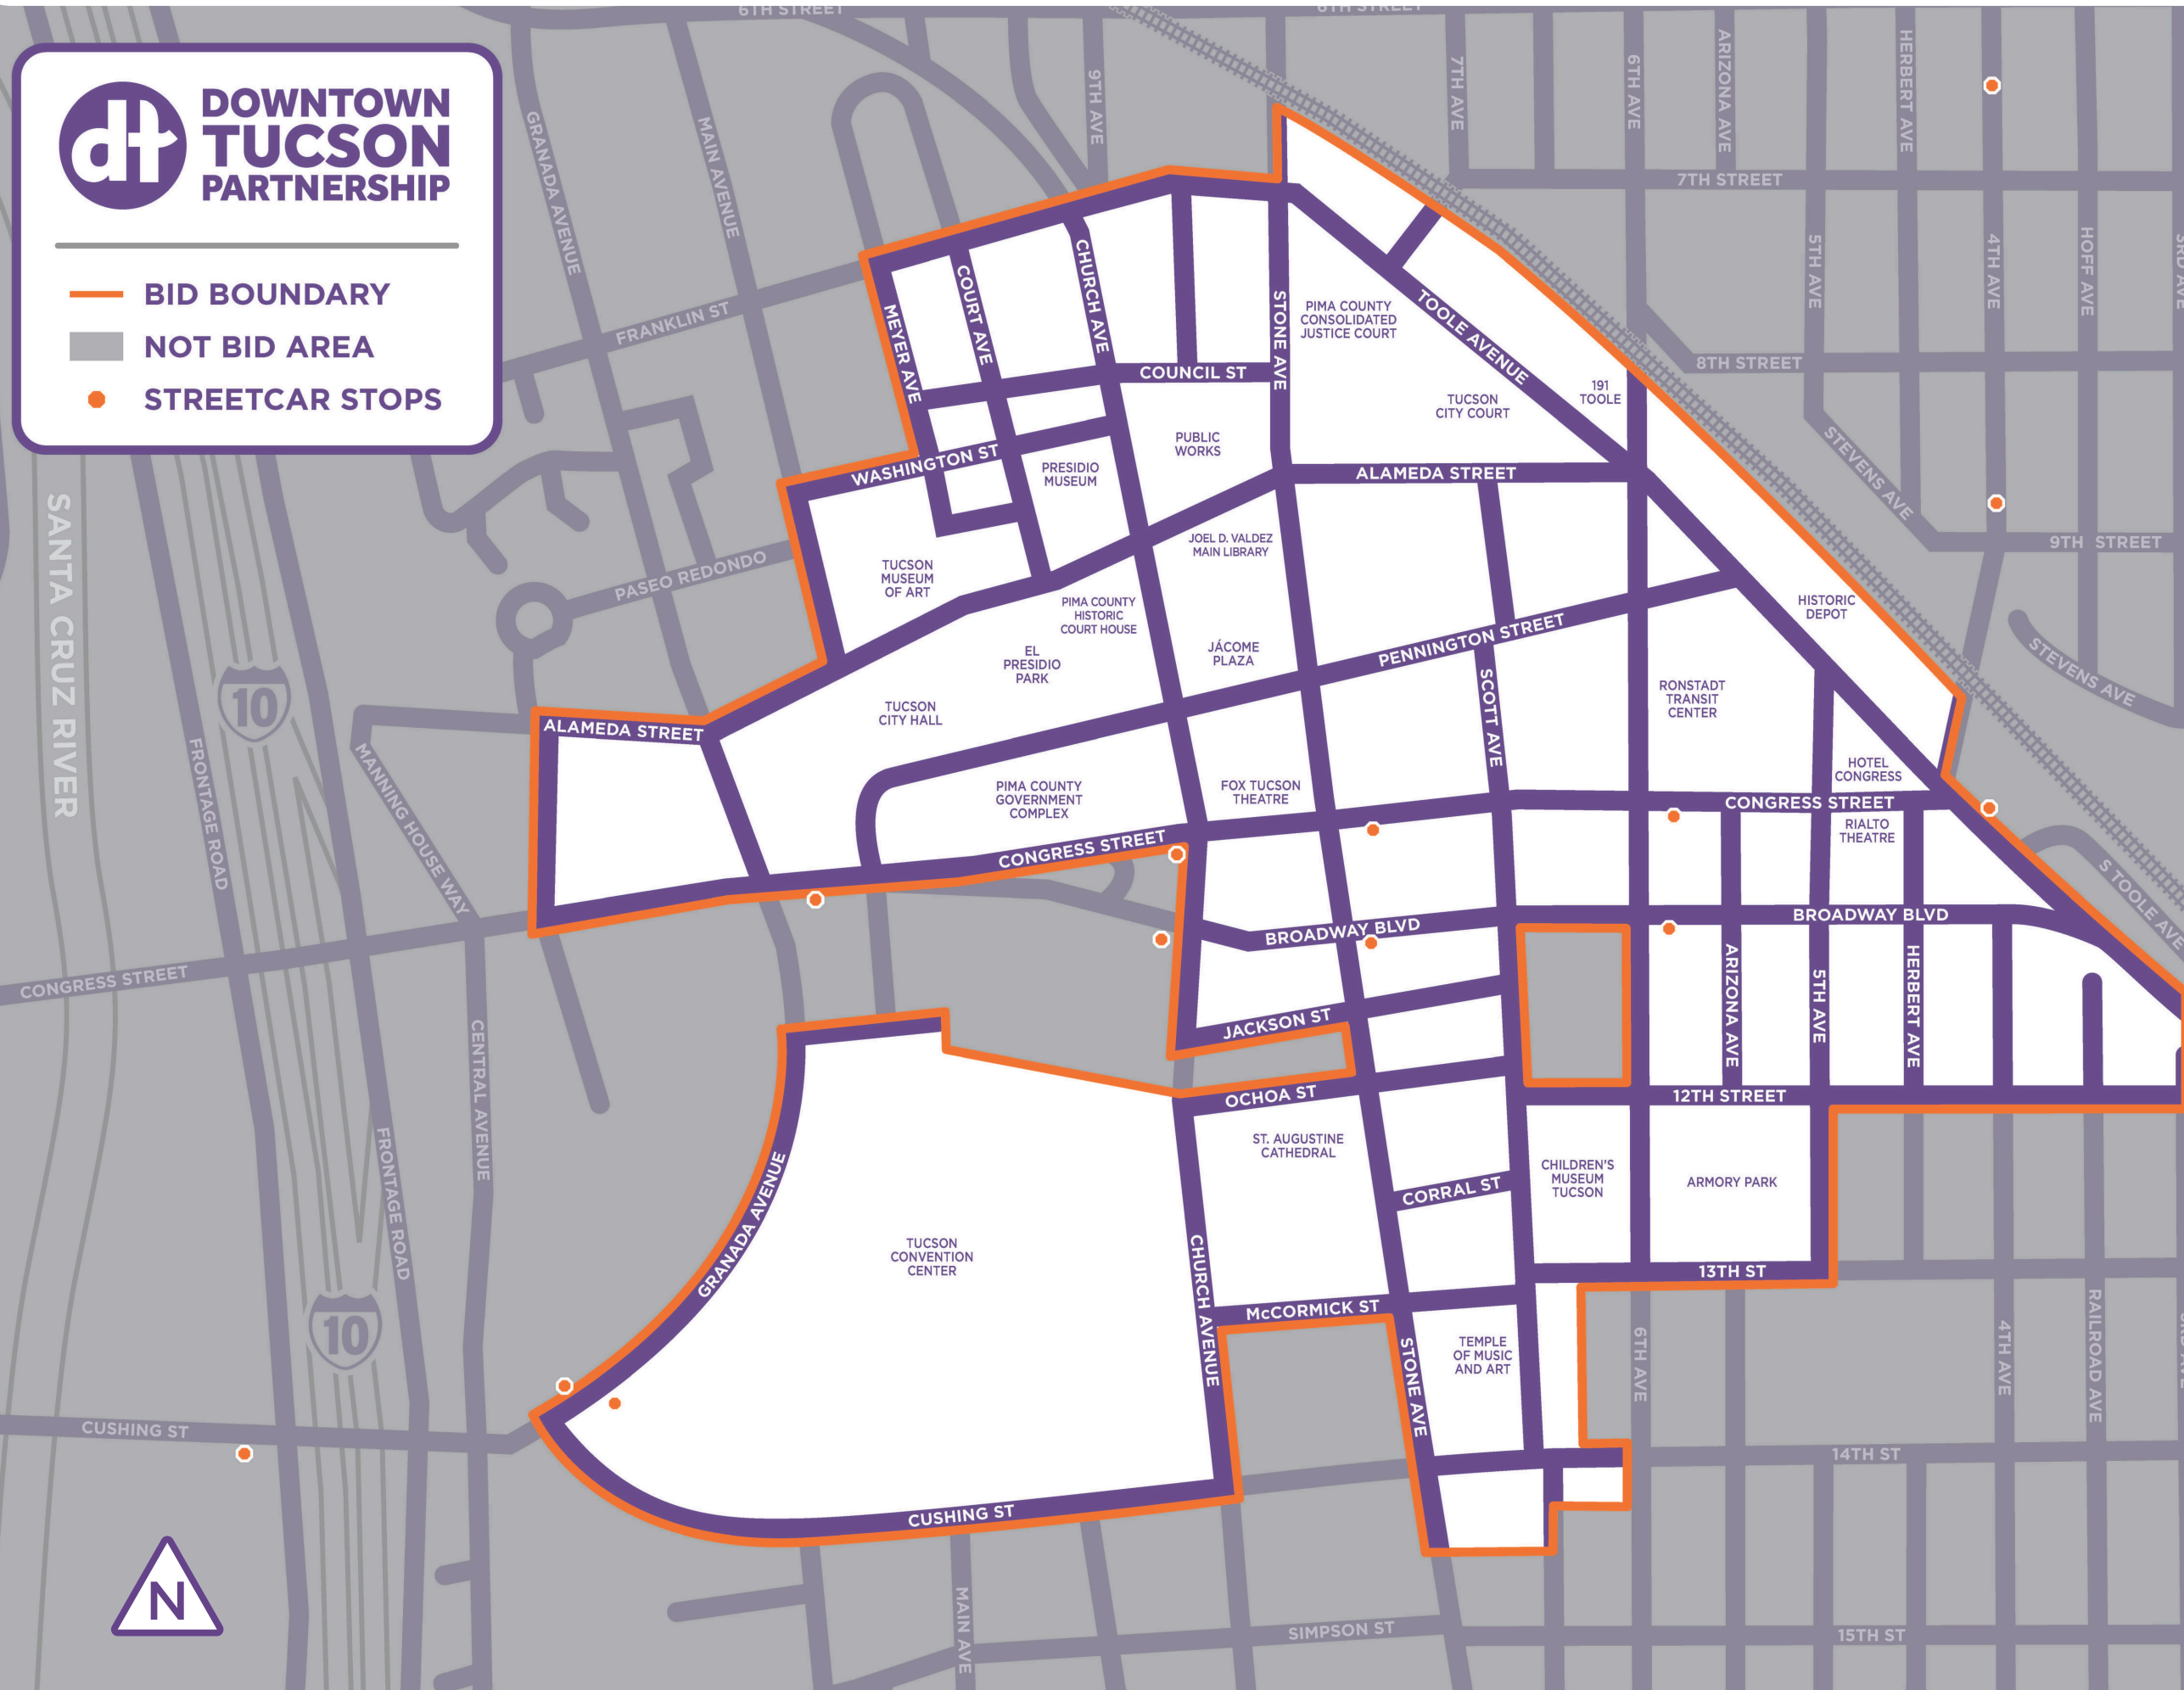 6TH STREET
6TH STREET
DOWNTOWN
TUCSON
PARTNERSHIP
dt
BID BOUNDARY
NOT BID AREA
STREETCAR STOPS
GRANADA AVENUE
MAIN AVENUE
9TH AVE
7TH AVE
6TH AVE
ARIZONA AVE
HERBERT AVE
7TH STREET
5TH AVE
4TH AVE
HOFF AVE
3RD AVE
FRANKLIN ST
MEYER AVE
COURT AVE
CHURCH AVE
STONE AVE
PIMA COUNTY
CONSOLIDATED
JUSTICE COURT
TOOLE AVENUE
8TH STREET
COUNCIL ST
191
TOOLE
TUCSON
CITY COURT
PUBLIC
WORKS
STEVENS AVE
WASHINGTON ST
PRESIDIO
MUSEUM
ALAMEDA STREET
9TH STREET
JOEL D. VALDEZ
MAIN LIBRARY
SANTA CRUZ RIVER
PASEO REDONDO
TUCSON
MUSEUM
OF ART
PIMA COUNTY
HISTORIC
COURT HOUSE
HISTORIC
DEPOT
EL
PRESIDIO
PARK
JÁCOME
PLAZA
PENNINGTON STREET
STEVENS AVE
10
TUCSON
CITY HALL
SCOTT AVE
RONSTADT
TRANSIT
CENTER
ALAMEDA STREET
FRONTAGE ROAD
MANNING HOUSE WAY
PIMA COUNTY
GOVERNMENT
COMPLEX
FOX TUCSON
THEATRE
HOTEL
CONGRESS
CONGRESS STREET
RIALTO
THEATRE
CONGRESS STREET
S TOOLE AVE
BROADWAY BLVD
BROADWAY BLVD
CONGRESS STREET
ARIZONA AVE
5TH AVE
HERBERT AVE
JACKSON ST
CENTRAL AVENUE
OCHOA ST
12TH STREET
FRONTAGE ROAD
ST. AUGUSTINE
CATHEDRAL
CHILDREN'S
MUSEUM
TUCSON
ARMORY PARK
CORRAL ST
GRANADA AVENUE
TUCSON
CONVENTION
CENTER
CHURCH AVENUE
13TH ST
McCORMICK ST
10
TEMPLE
OF MUSIC
AND ART
STONE AVE
6TH AVE
4TH AVE
RAILROAD AVE
CUSHING ST
14TH ST
CUSHING ST
N
MAIN AVE
SIMPSON ST
15TH ST